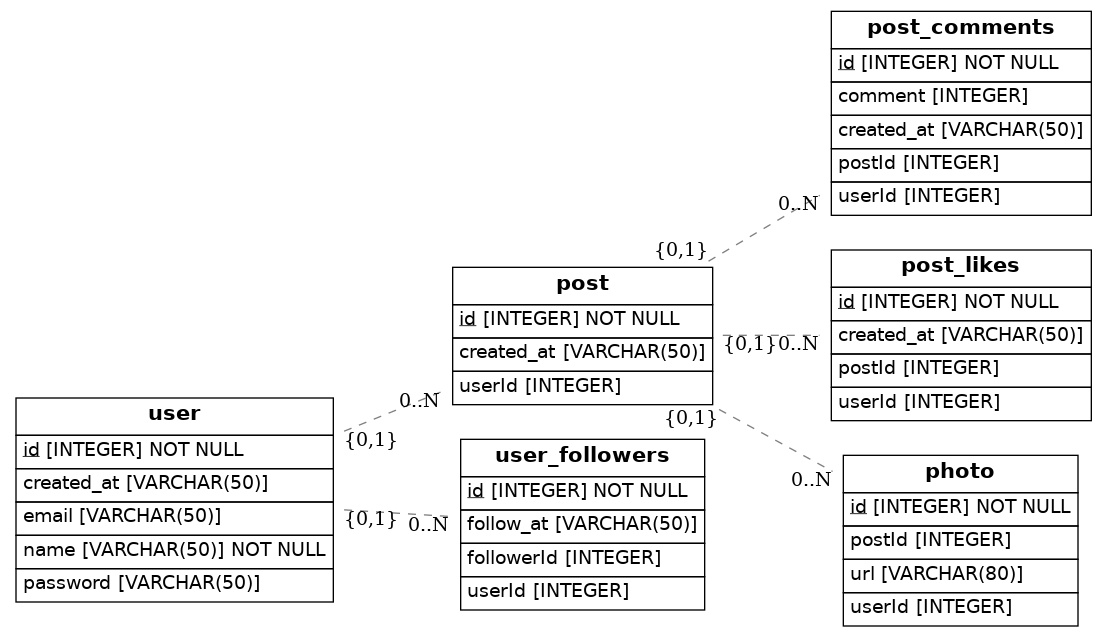 post_comments
id [INTEGER] NOT NULL
comment [INTEGER]
created_at [VARCHAR(50)]
postId [INTEGER]
userId [INTEGER]
0..N
{0,1}
post_likes
id [INTEGER] NOT NULL
created_at [VARCHAR(50)]
postId [INTEGER]
userId [INTEGER]
post
id [INTEGER] NOT NULL
created_at [VARCHAR(50)]
userId [INTEGER]
{0,1}
0..N
0..N
{0,1}
{0,1}
0..N
user
id [INTEGER] NOT NULL
created_at [VARCHAR(50)]
email [VARCHAR(50)]
name [VARCHAR(50)] NOT NULL
password [VARCHAR(50)]
{0,1}
0..N
user_followers
id [INTEGER] NOT NULL
follow_at [VARCHAR(50)]
followerId [INTEGER]
userId [INTEGER]
photo
id [INTEGER] NOT NULL
postId [INTEGER]
url [VARCHAR(80)]
userId [INTEGER]